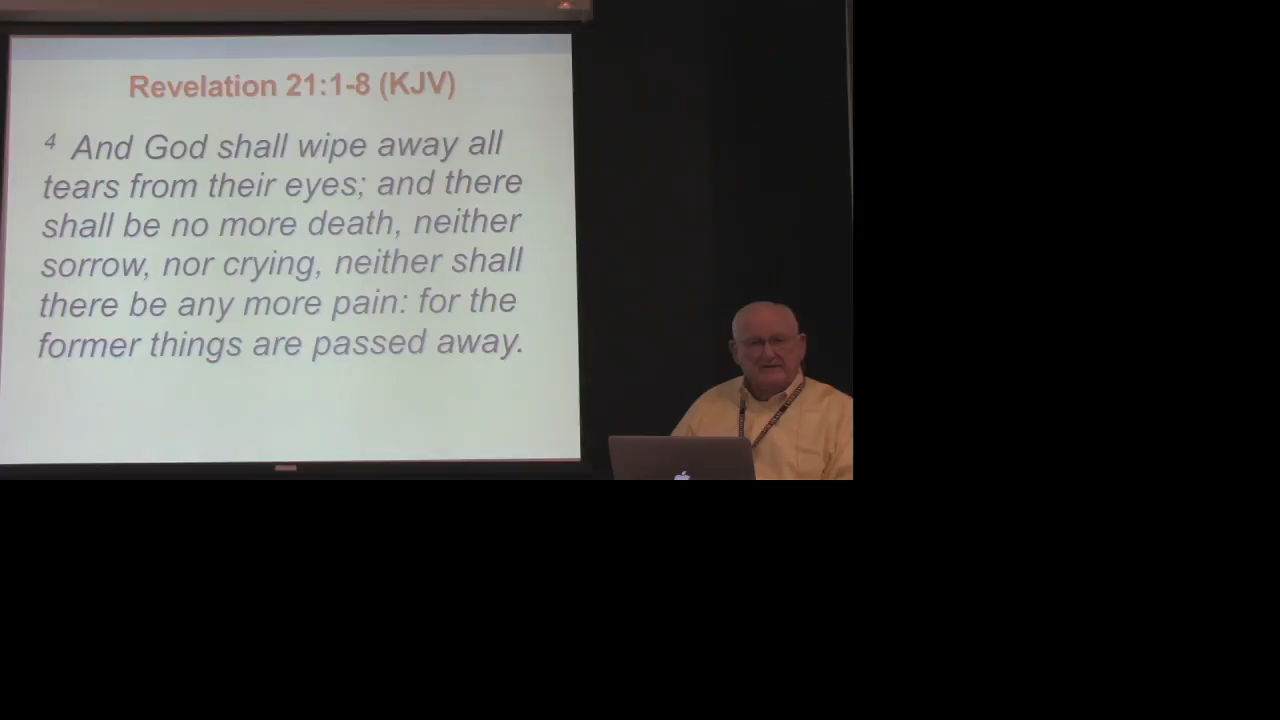 Revelation 21:1-8 (KJV)
4 And God shall wipe away all
tears from their eyes; and there
shall be no more death, neither
sorrow, nor crying, neither shall
there be any more pain: for the
former things are passed away.